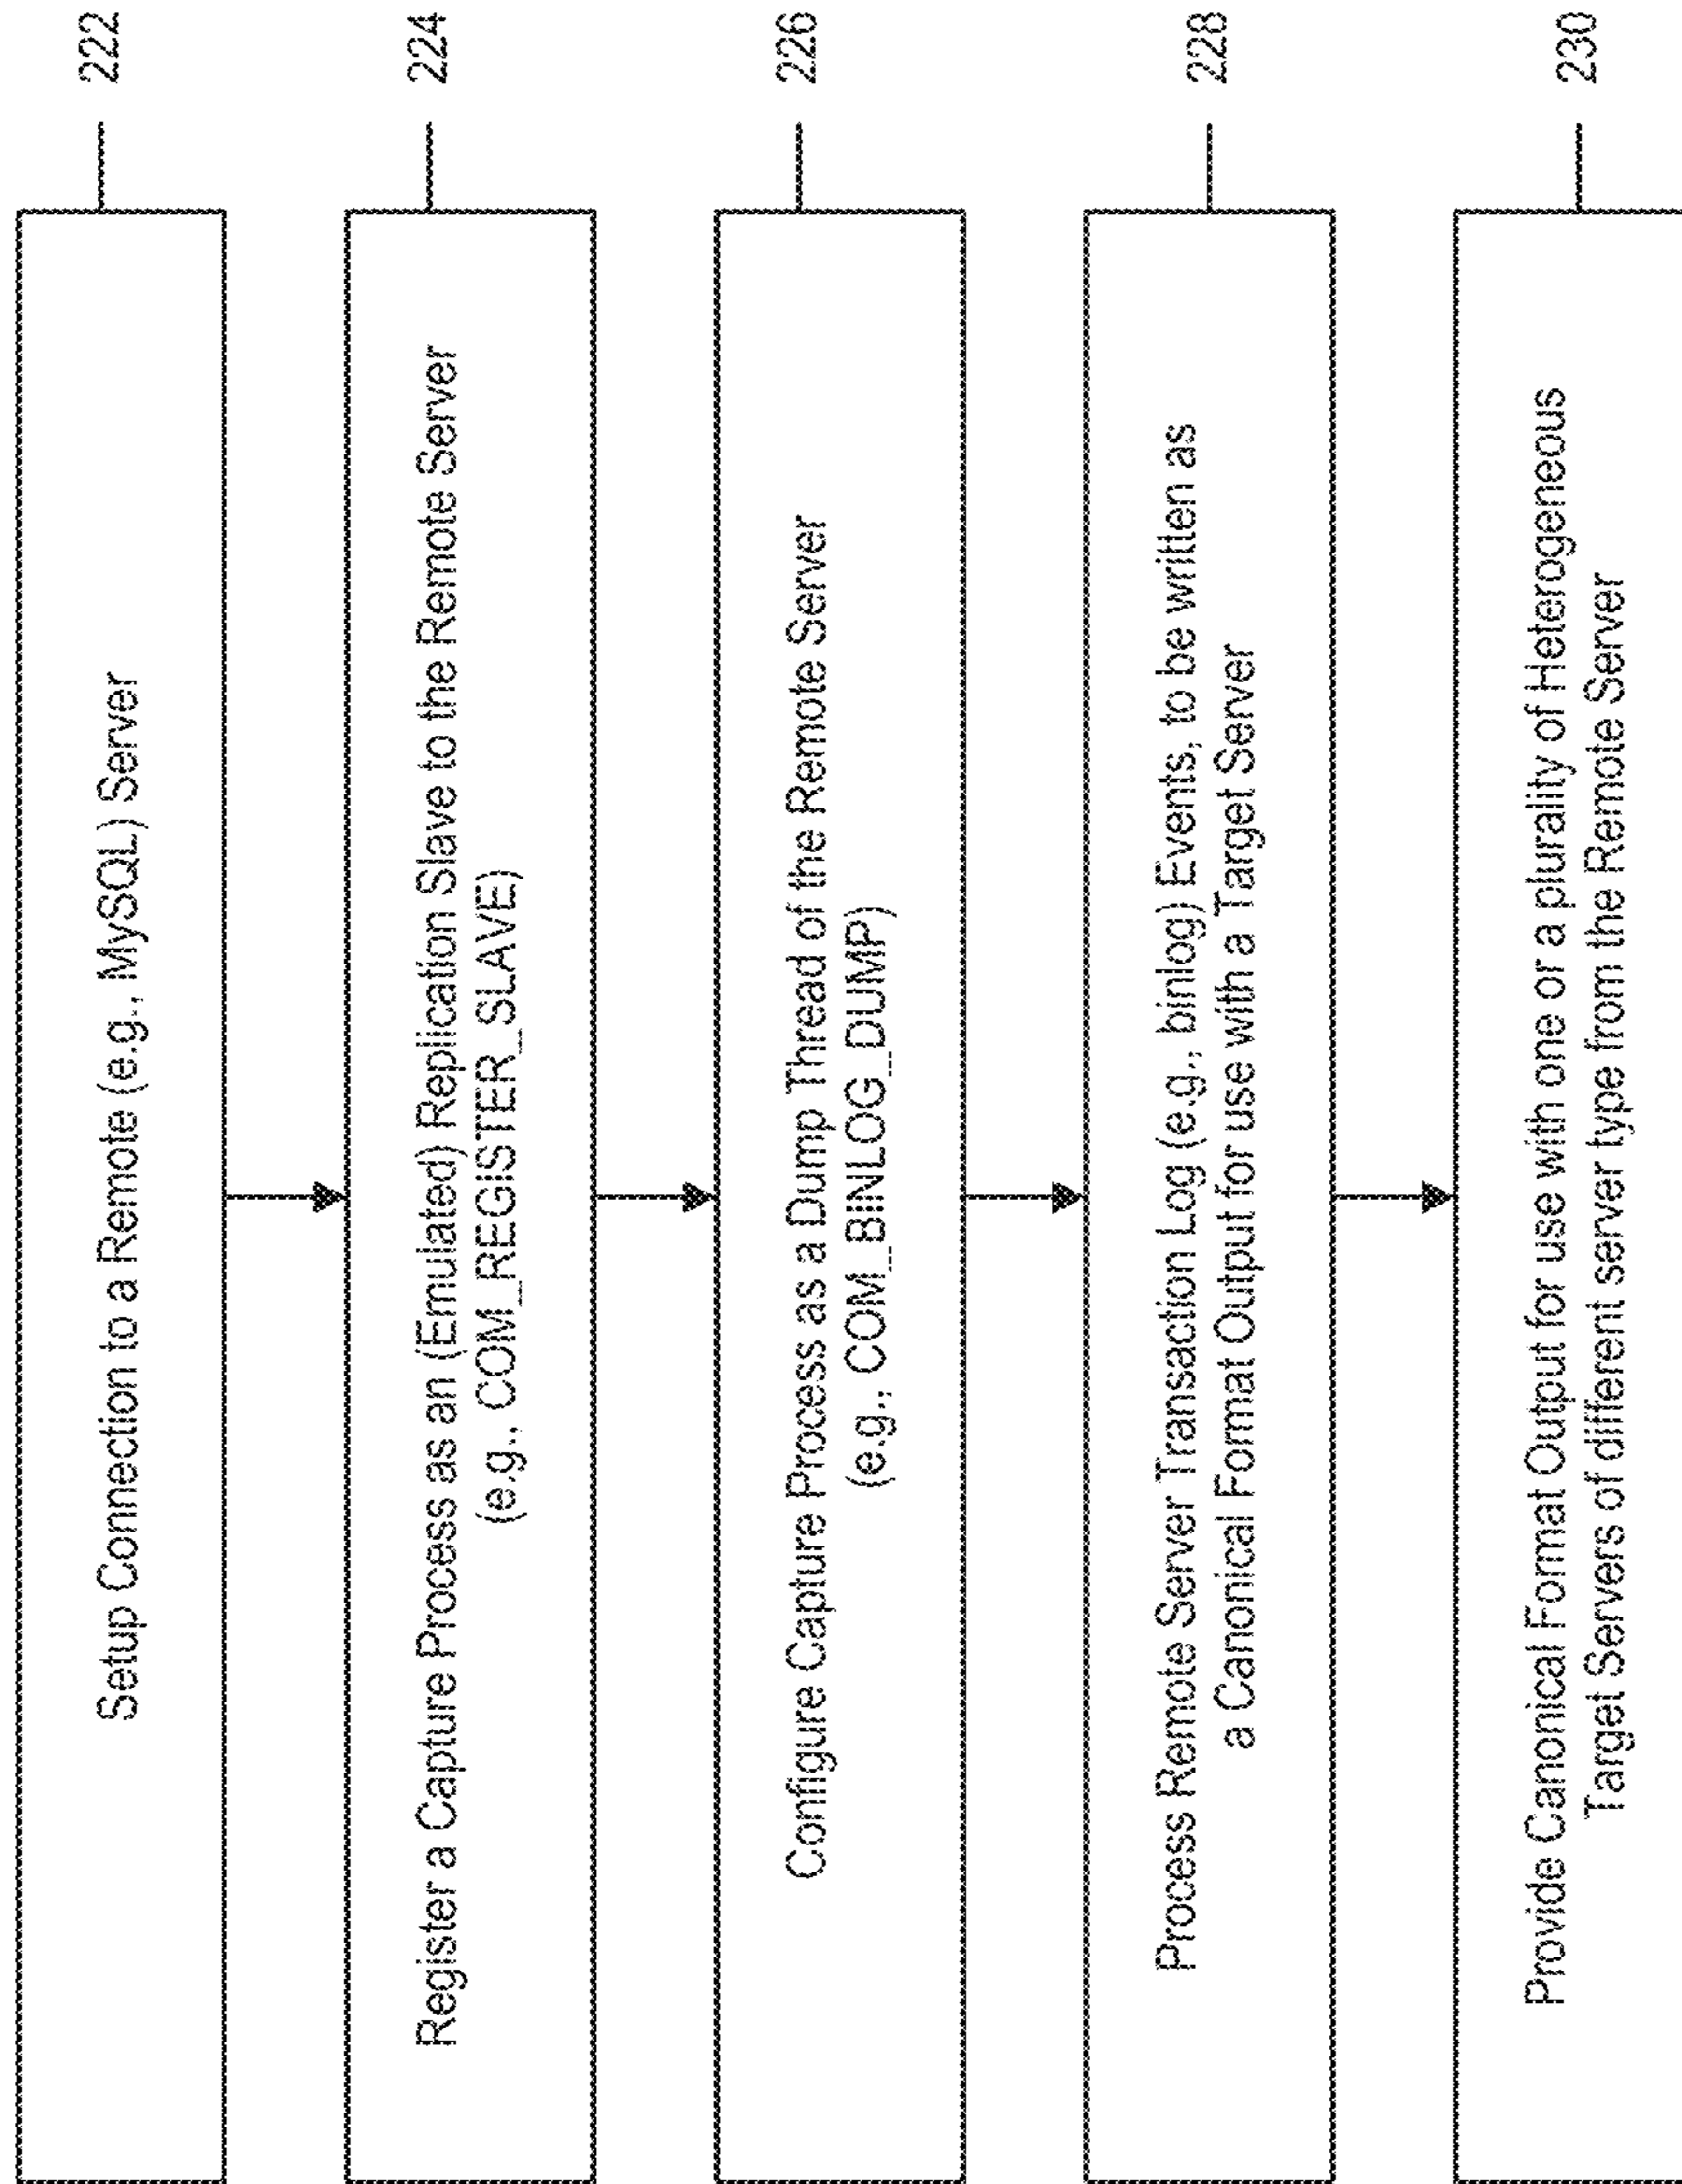 Setup Connection to a Remote (e.g., MySQL) Server
222
Register a Capture Process as an (Emulated) Replication Slave to the Remote Server
(e.g., COM_REGISTER_SLAVE)
224
Configure Capture Process as a Dump Thread of the Remote Server
(e.g., COM_BINLOG_DUMP)
226
Process Remote Server Transaction Log (e.g., binlog) Events, to be written as
a Canonical Format Output for use with a Target Server
228
Provide Canonical Format Output for use with one or a plurality of Heterogeneous
Target Servers of different server type from the Remote Server
230